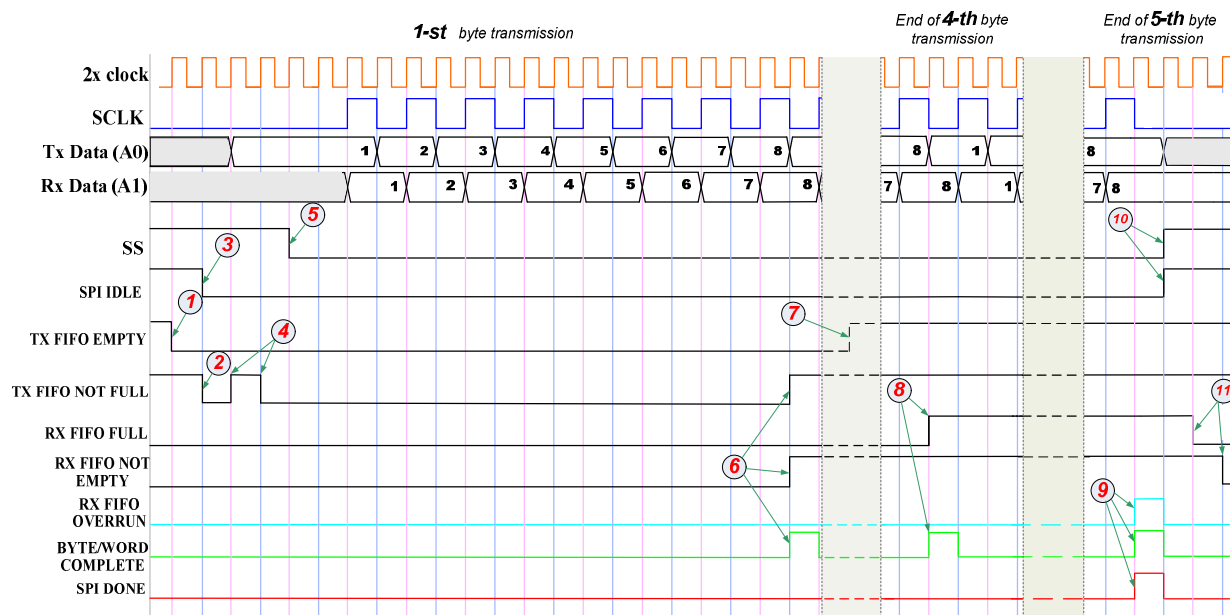 1-st byte transmission
End of 4-th byte
transmission
End of 5-th byte
transmission
2x clock
SCLK
Tx Data (A0)
1 2 3 4 5 6 7 8 8 1 8
Rx Data (A1)
1 2 3 4 5 6 7 8 7 8 1 7 8
5
10
3
SS
SPI IDLE
1
7
TX FIFO EMPTY
4
2
TX FIFO NOT FULL
8
11
RX FIFO FULL
RX FIFO NOT
EMPTY
6
9
RX FIFO
OVERRUN
BYTE/WORD
COMPLETE
SPI DONE